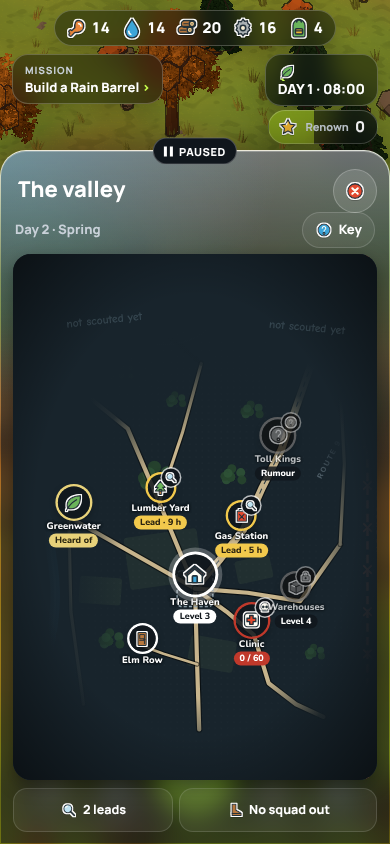 14 14 20 16 4
MISSION
Build a Rain Barrel ›
DAY 1 · 08:00
Renown 0
PAUSED
The valley
Day 2 · Spring
Key
not scouted yet
not scouted yet
Toll Kings
Rumour
Lumber Yard
Lead · 9 h
Greenwater
Heard of
Gas Station
Lead · 5 h
The Haven
Level 3
Warehouses
Level 4
Clinic
0 / 60
Elm Row
2 leads
No squad out